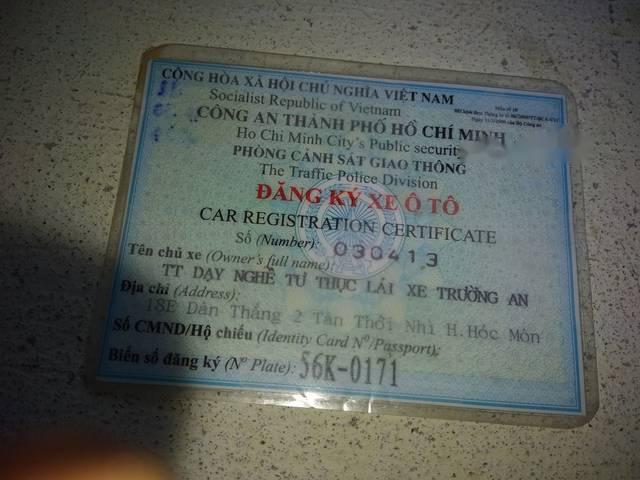 CỘNG HÒA XÃ HỘI CHỦ NGHĨA VIỆT NAM
Socialist Republic of Vietnam
Mẫu số 10
CÔNG AN THÀNH PHỐ HỒ CHÍ MINH
Ho Chi Minh City's Public security
PHÒNG CẢNH SÁT GIAO THÔNG
The Traffic Police Division
ĐĂNG KÝ XE Ô TÔ
CAR REGISTRATION CERTIFICATE
Số (Number): 030413
Tên chủ xe (Owner's full name):
TT DẠY NGHỀ TƯ THỤC LÁI XE TRƯỜNG AN
Địa chỉ (Address):
18E Dân Thắng 2 Tân Thới Nhì H.Hóc Môn
Số CMND/Hộ chiếu (Identity Card Nº/Passport):
Biển số đăng ký (Nº Plate): 56K-0171